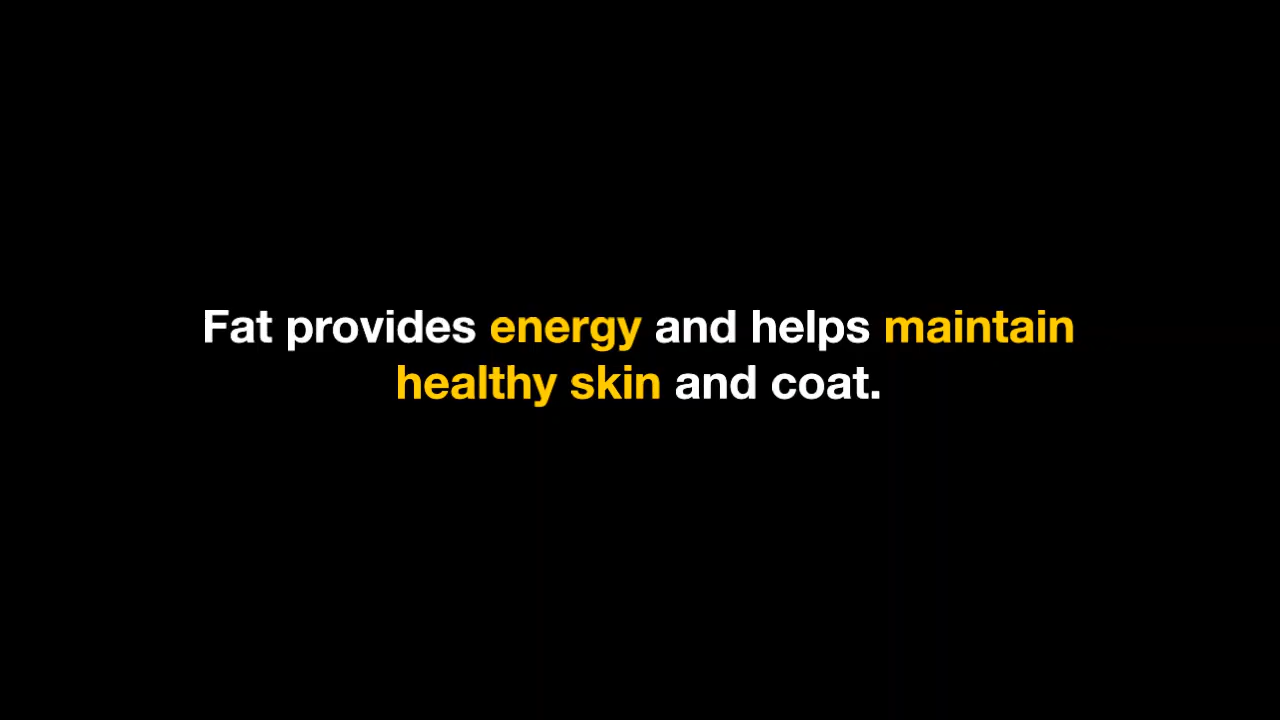 Fat provides energy and helps maintain
healthy skin and coat.